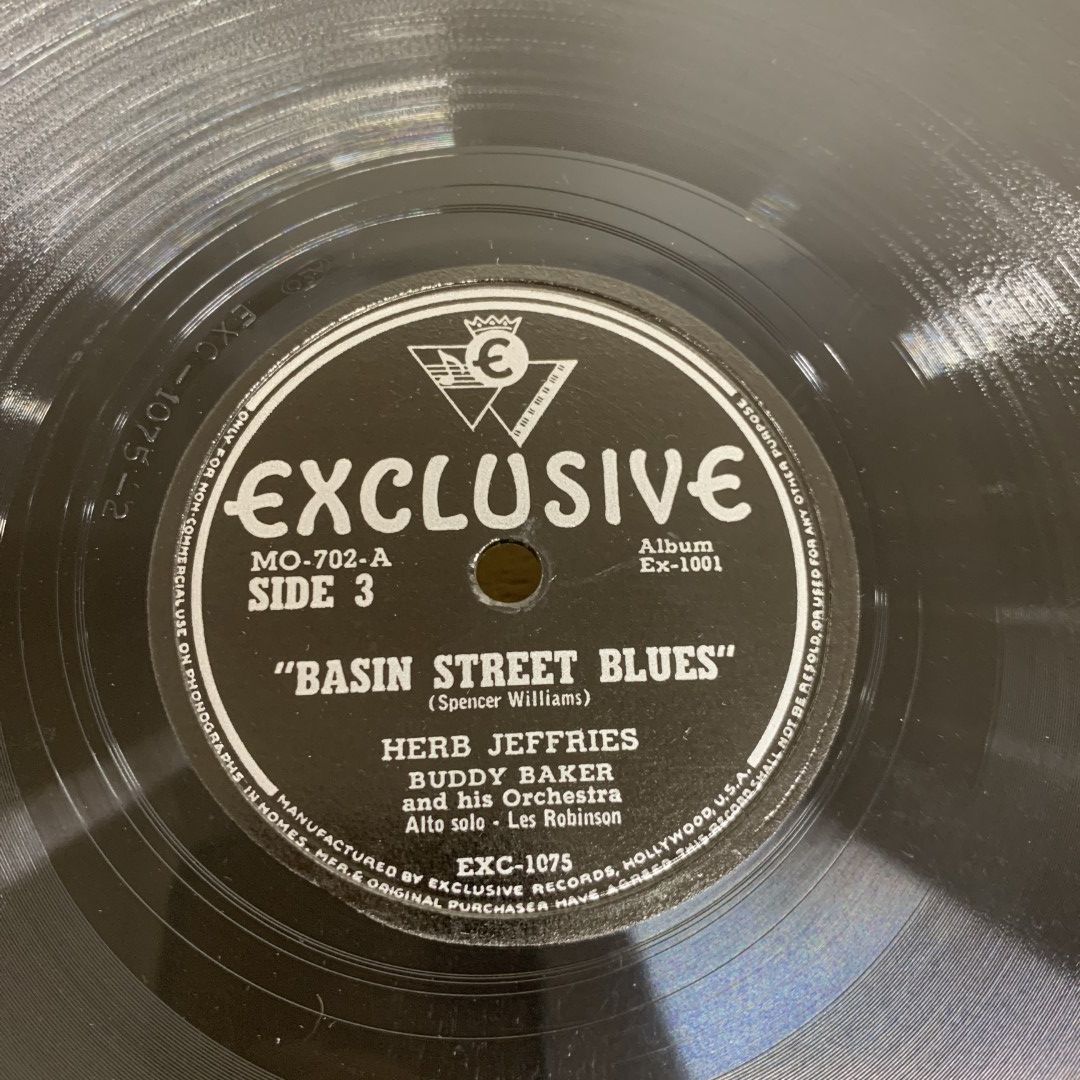 EXC-1075-2
E
EXCLUSIVE
MO-702-A
Album
SIDE 3
Ex-1001
"BASIN STREET BLUES"
(Spencer Williams)
HERB JEFFRIES
BUDDY BAKER
and his Orchestra
Alto solo - Les Robinson
EXC-1075
MANUFACTURED BY EXCLUSIVE RECORDS, HOLLYWOOD, U.S.A.
ONLY FOR NON-COMMERCIAL USE ON PHONOGRAPHS IN HOMES. MFR. & ORIGINAL PURCHASER HAVE AGREED THIS RECORD SHALL NOT BE RESOLD, OR USED FOR ANY OTHER PURPOSE